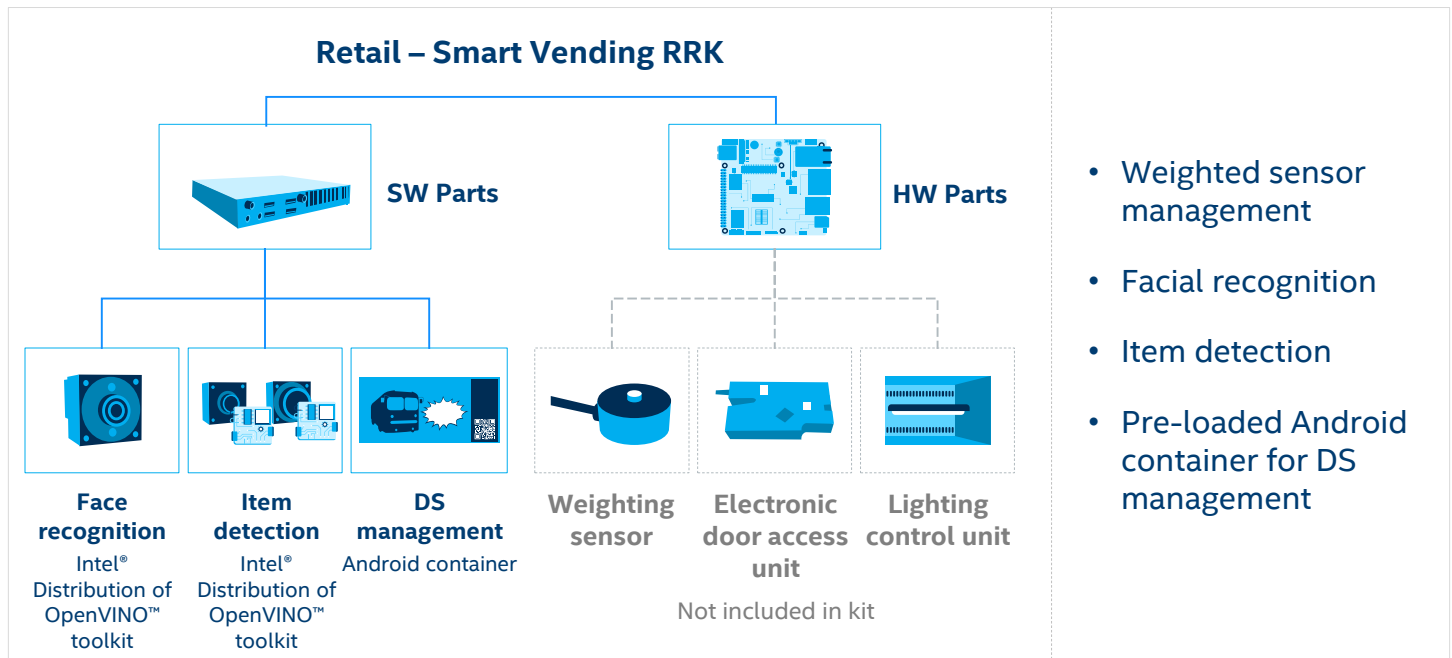 Retail – Smart Vending RRK
SW Parts
HW Parts
Face
recognition
Intel®
Distribution of
OpenVINO™
toolkit
Item
detection
Intel®
Distribution of
OpenVINO™
toolkit
DS
management
Android container
Weighting
sensor
Electronic
door access
unit
Lighting
control unit
Not included in kit
• Weighted sensor
management
• Facial recognition
• Item detection
• Pre-loaded Android
container for DS
management